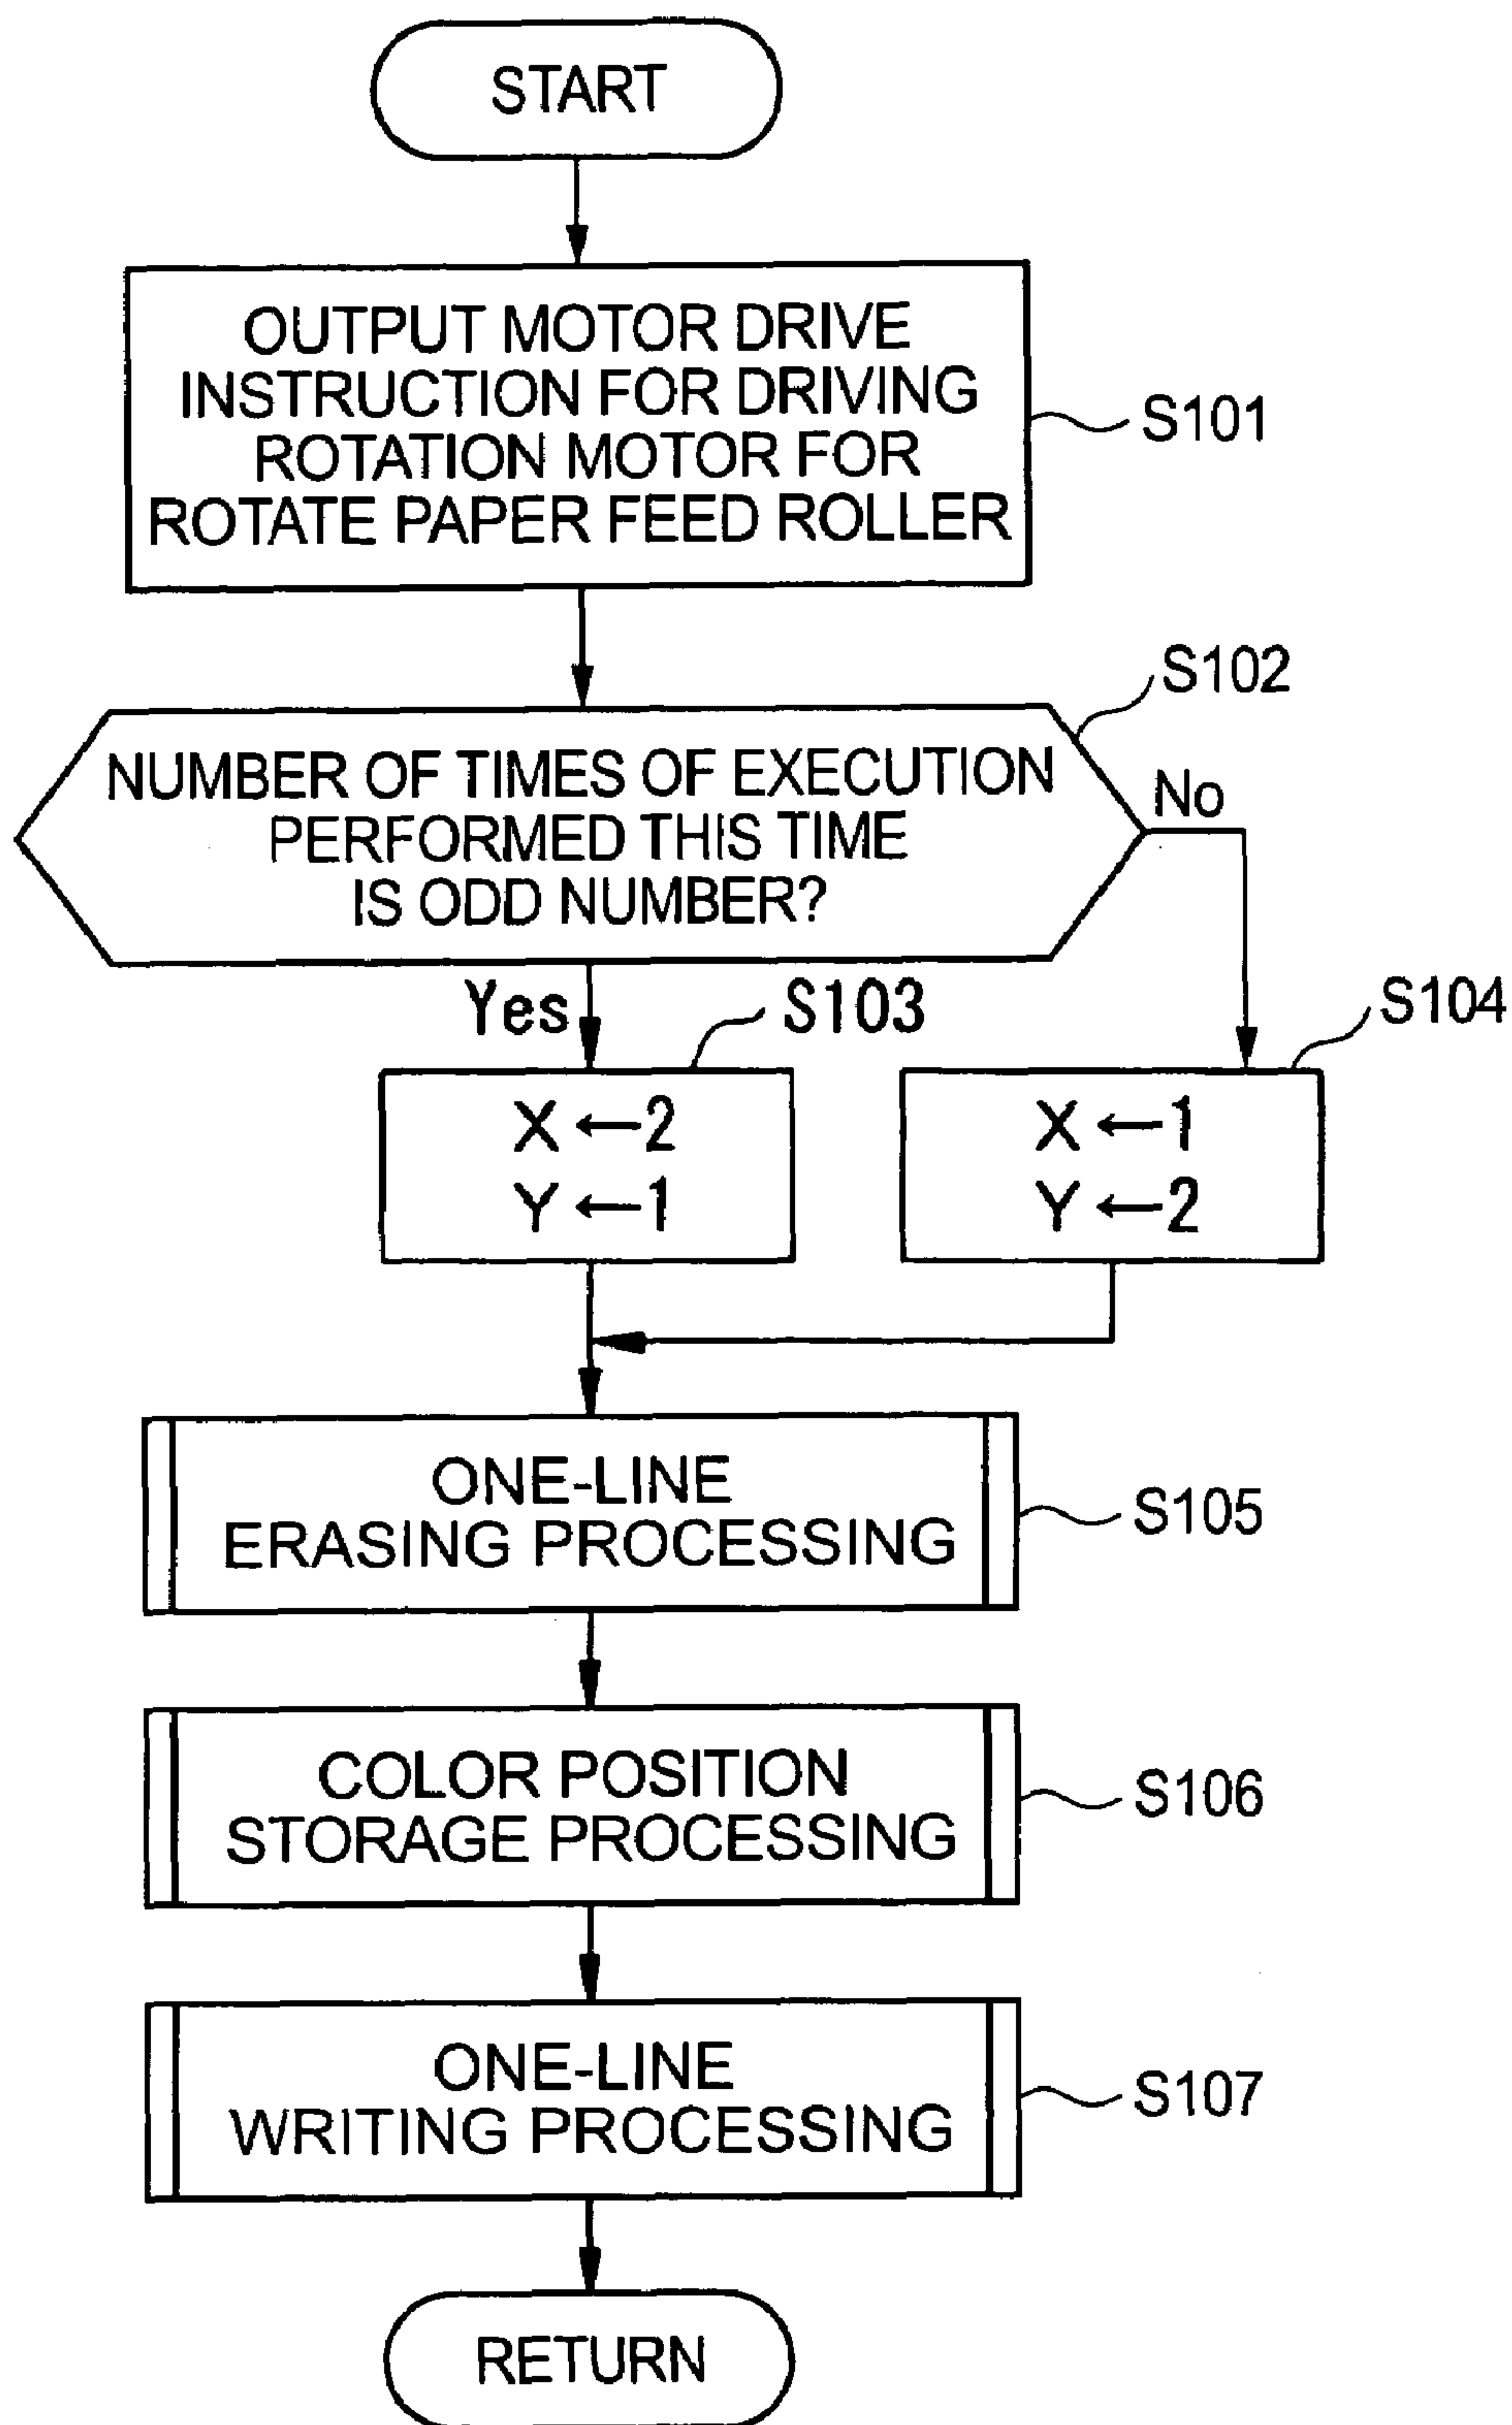 START
OUTPUT MOTOR DRIVE
INSTRUCTION FOR DRIVING
ROTATION MOTOR FOR
ROTATE PAPER FEED ROLLER
S101
S102
NUMBER OF TIMES OF EXECUTION
PERFORMED THIS TIME
IS ODD NUMBER?
No
Yes
S103
X ← 2
Y ← 1
S104
X ← 1
Y ← 2
ONE-LINE
ERASING PROCESSING
S105
COLOR POSITION
STORAGE PROCESSING
S106
ONE-LINE
WRITING PROCESSING
S107
RETURN